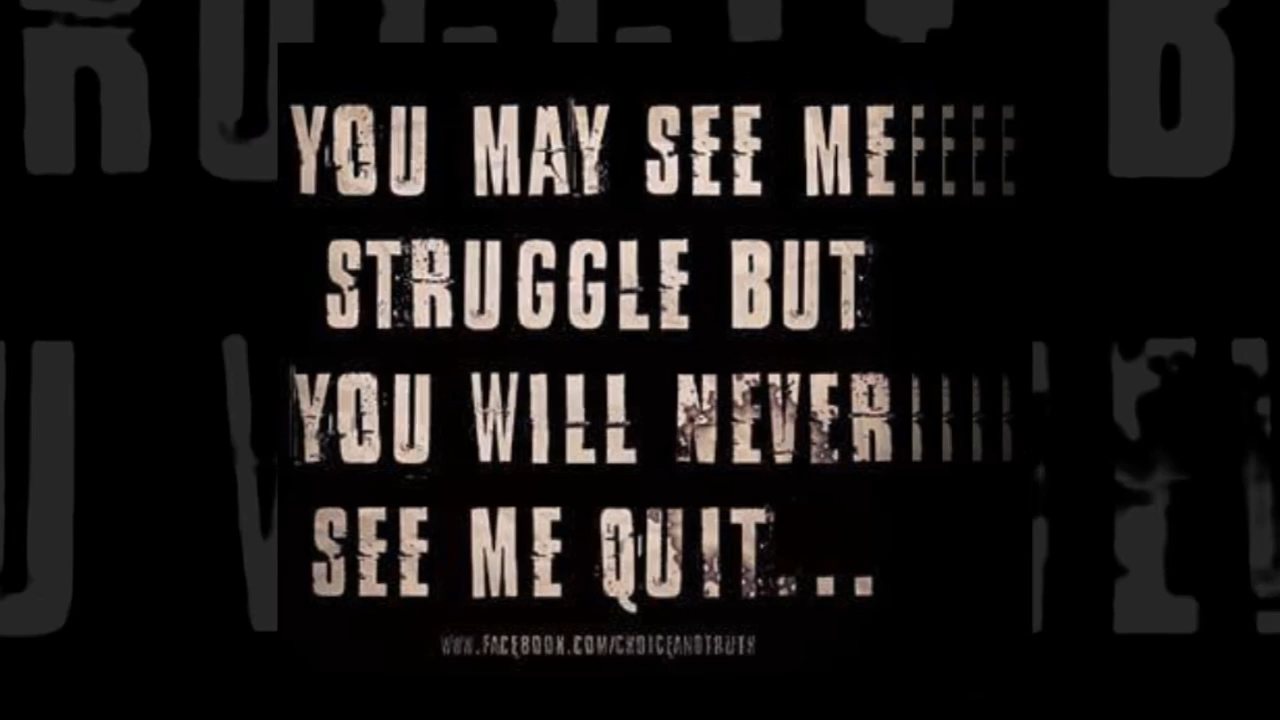 YOU MAY SEE ME
STRUGGLE BUT
YOU WILL NEVER
SEE ME QUIT...
WWW.FACEBOOK.COM/CHOICEANDTRUTH